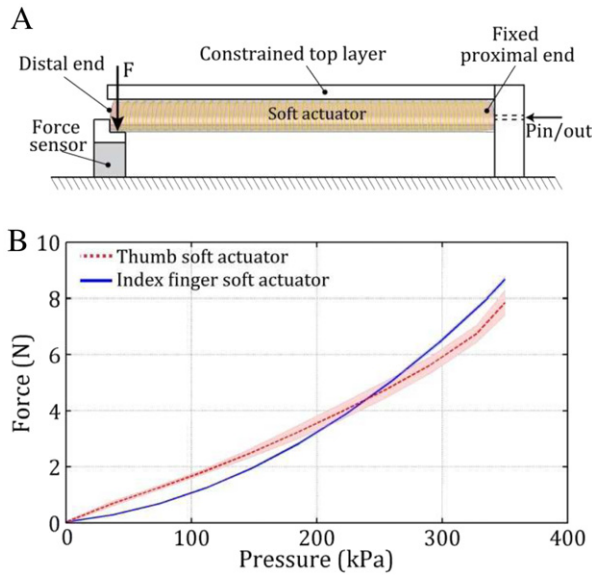 A
Constrained top layer
Fixed
proximal end
Distal end
F
Soft actuator
Force
sensor
Pin/out
B
Thumb soft actuator
Index finger soft actuator
Force (N)
10
8
6
4
2
0
0 100 200 300 400
Pressure (kPa)